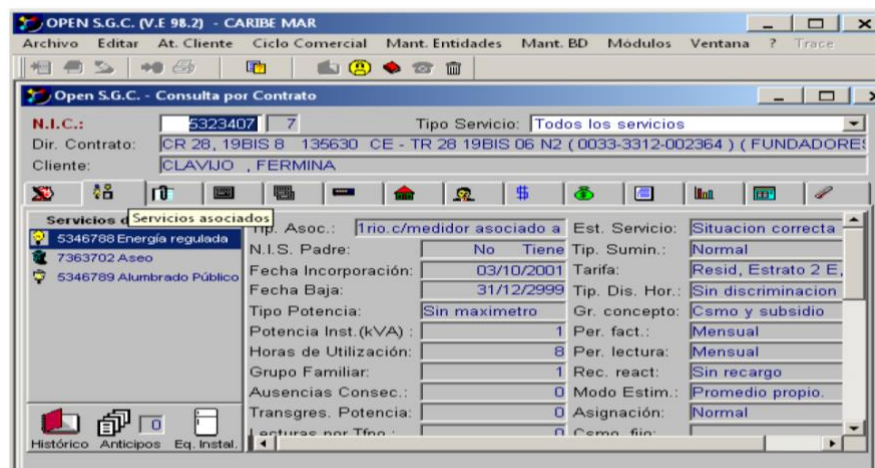 OPEN S.G.C. (V.E 98.2) - CARIBE MAR
Archivo Editar At. Cliente Ciclo Comercial Mant. Entidades Mant. BD Módulos Ventana ? Trace
Open S.G.C. - Consulta por Contrato
N.I.C.: 5323407 7 Tipo Servicio: Todos los servicios
Dir. Contrato: CR 28, 19BIS 8 135630 CE - TR 28 19BIS 06 N2 ( 0033-3312-002364 ) ( FUNDADORES
Cliente: CLAVIJO , FERMINA
Servicios d
Servicios asociados
5346788 Energía regulada
7363702 Aseo
5346789 Alumbrado Público
Tip. Asoc.: 1rio.c/medidor asociado a Est. Servicio: Situacion correcta
N.I.S. Padre: No Tiene Tip. Sumin.: Normal
Fecha Incorporación: 03/10/2001 Tarifa: Resid, Estrato 2 E,
Fecha Baja: 31/12/2999 Tip. Dis. Hor.: Sin discriminacion
Tipo Potencia: Sin maximetro Gr. concepto: Csmo y subsidio
Potencia Inst.(kVA) : 1 Per. fact.: Mensual
Horas de Utilización: 8 Per. lectura: Mensual
Grupo Familiar: 1 Rec. react: Sin recargo
Ausencias Consec.: 0 Modo Estim.: Promedio propio.
Transgres. Potencia: 0 Asignación: Normal
Lecturas por Tfno.: 0 Csmo. fijo:
0
Histórico Anticipos Eq. Instal.